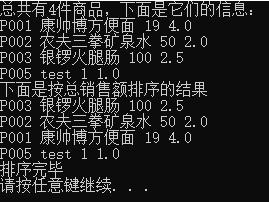 总共有4件商品，下面是它们的信息：
P001 康帅博方便面 19 4.0
P002 农夫三拳矿泉水 50 2.0
P003 银锣火腿肠 100 2.5
P005 test 1 1.0
下面是按总销售额排序的结果
P003 银锣火腿肠 100 2.5
P002 农夫三拳矿泉水 50 2.0
P001 康帅博方便面 19 4.0
P005 test 1 1.0
排序完毕
请按任意键继续. . .